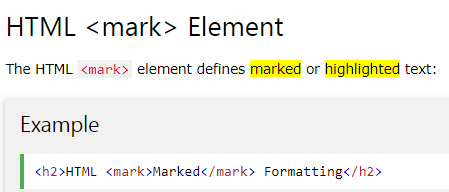 HTML <mark> Element
The HTML <mark> element defines marked or highlighted text:
Example
<h2>HTML <mark>Marked</mark> Formatting</h2>